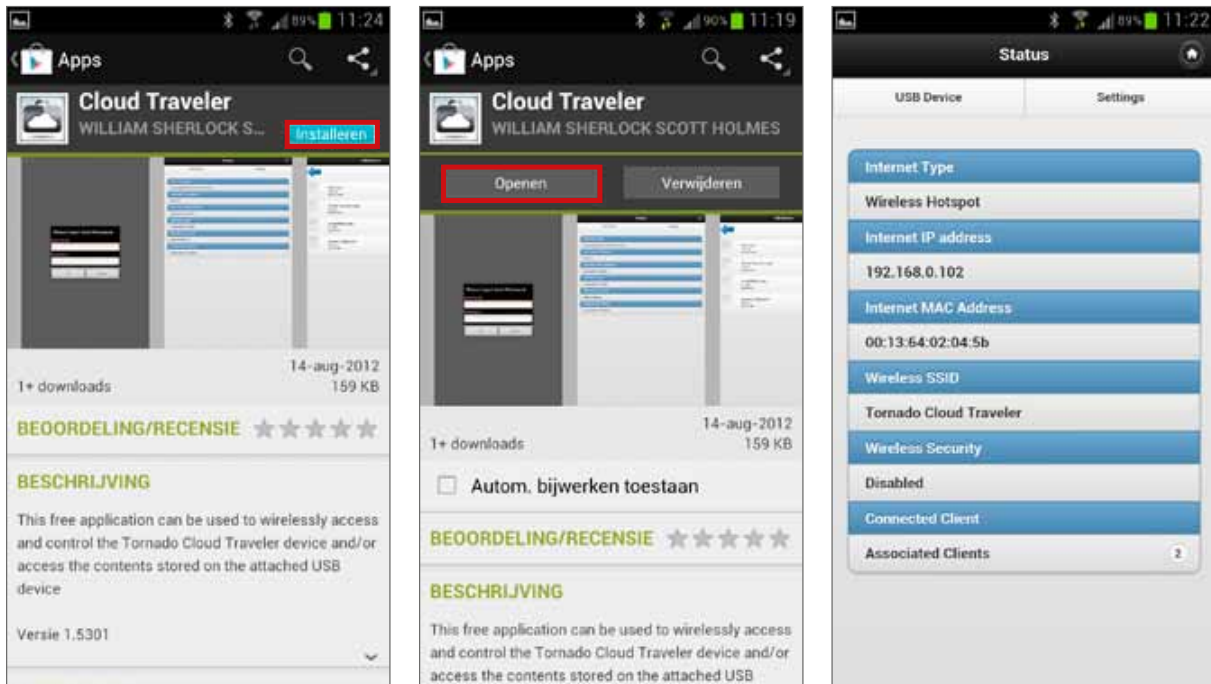 89% 11:24
Apps
Cloud Traveler
WILLIAM SHERLOCK S...
Installeren
14-aug-2012
1+ downloads
159 KB
BEOORDELING/RECENSIE
BESCHRIJVING
This free application can be used to wirelessly access
and control the Tornado Cloud Traveler device and/or
access the contents stored on the attached USB
device
Versie 1.5301
90% 11:19
Apps
Cloud Traveler
WILLIAM SHERLOCK SCOTT HOLMES
Openen
Verwijderen
14-aug-2012
1+ downloads
159 KB
Autom. bijwerken toestaan
BEOORDELING/RECENSIE
BESCHRIJVING
This free application can be used to wirelessly access
and control the Tornado Cloud Traveler device and/or
access the contents stored on the attached USB
89% 11:22
Status
USB Device
Settings
Internet Type
Wireless Hotspot
Internet IP address
192.168.0.102
Internet MAC Address
00:13:64:02:04:5b
Wireless SSID
Tornado Cloud Traveler
Wireless Security
Disabled
Connected Client
Associated Clients 2